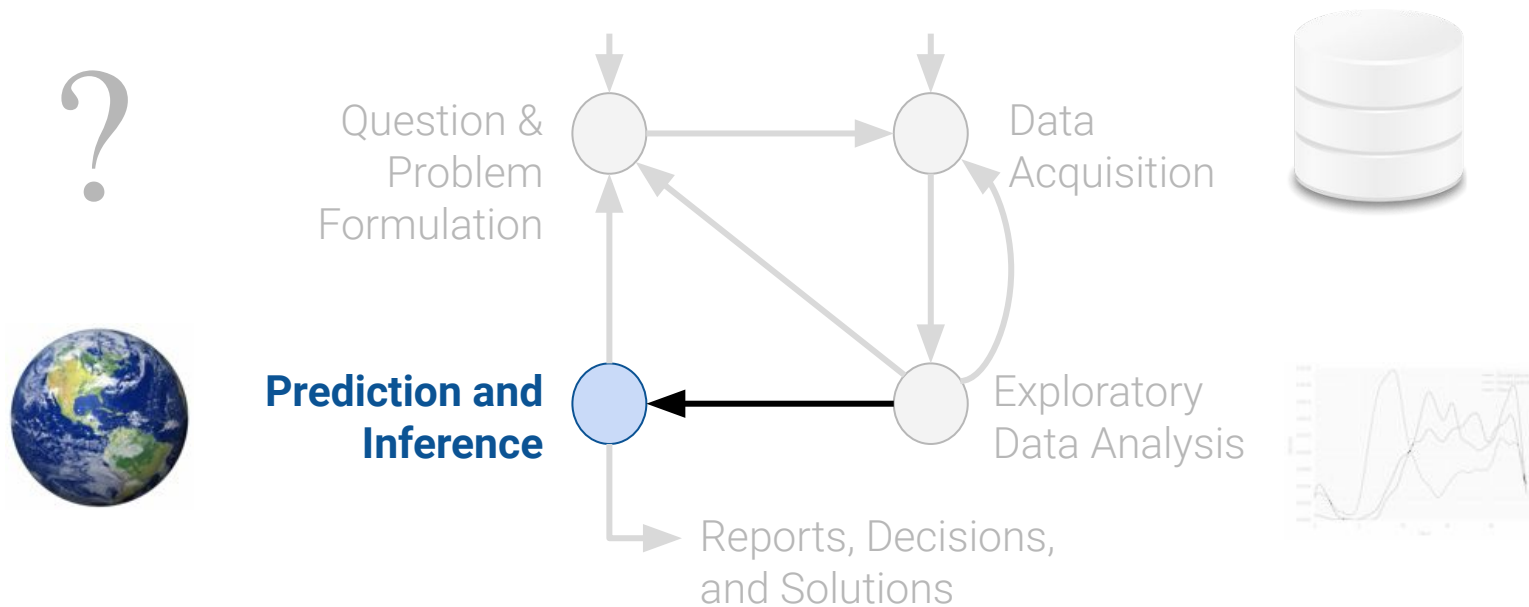 ?
Question &
Problem
Formulation
Data
Acquisition
Prediction and
Inference
Exploratory
Data Analysis
Reports, Decisions,
and Solutions